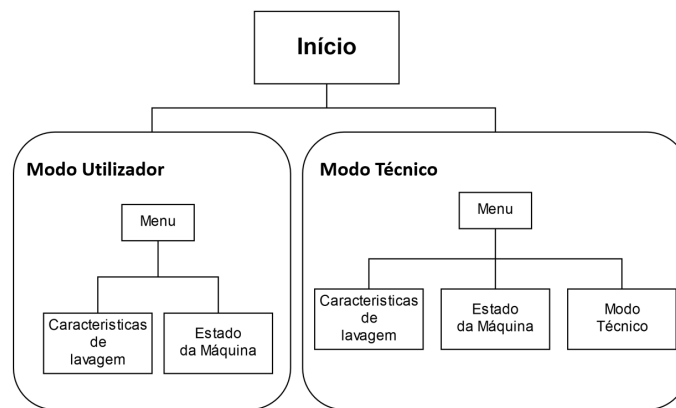 Início
Modo Utilizador
Menu
Caracteristicas
de
lavagem
Estado
da Máquina
Modo Técnico
Menu
Caracteristicas
de
lavagem
Estado
da Máquina
Modo
Técnico